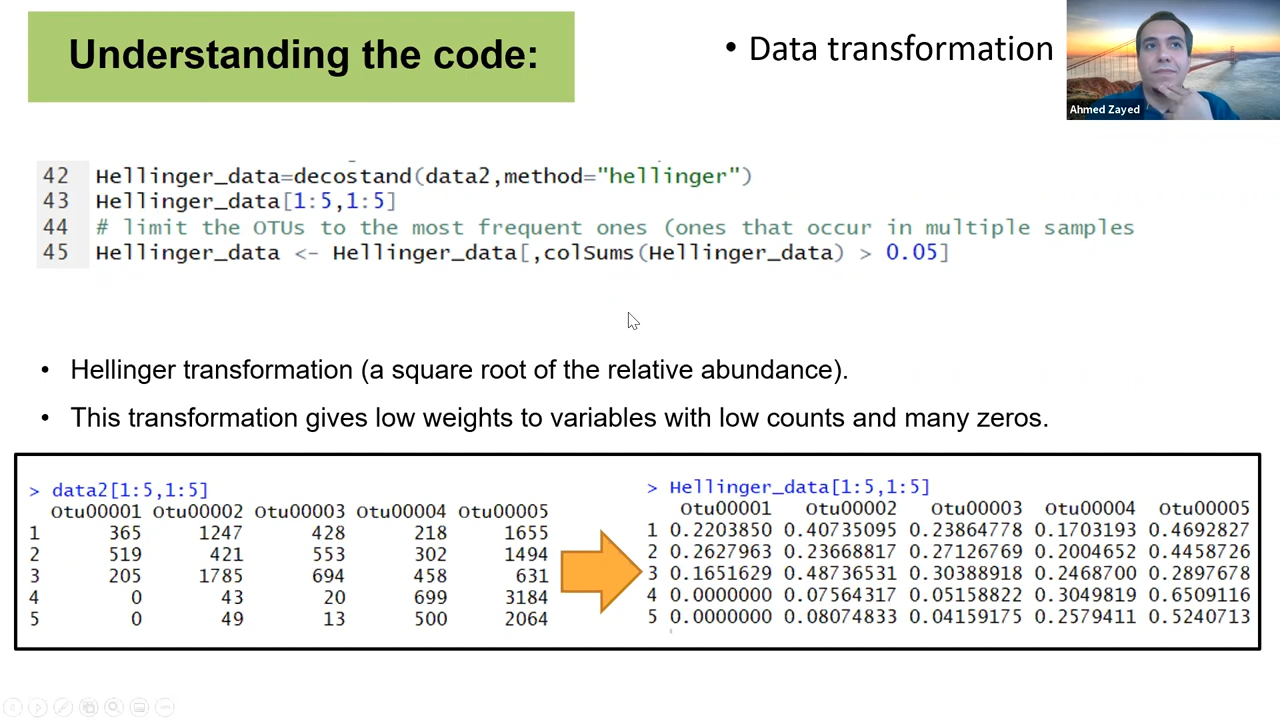 Understanding the code:
• Data transformation
Ahmed Zayed
42 Hellinger_data=decostand(data2,method="hellinger")
43 Hellinger_data[1:5,1:5]
44 # limit the OTUs to the most frequent ones (ones that occur in multiple samples
45 Hellinger_data <- Hellinger_data[,colSums(Hellinger_data) > 0.05]
• Hellinger transformation (a square root of the relative abundance).
• This transformation gives low weights to variables with low counts and many zeros.
> data2[1:5,1:5]
Otu00001 Otu00002 Otu00003 Otu00004 Otu00005
1 365 1247 428 218 1655
2 519 421 553 302 1494
3 205 1785 694 458 631
4 0 43 20 699 3184
5 0 49 13 500 2064
> Hellinger_data[1:5,1:5]
Otu00001 Otu00002 Otu00003 Otu00004 Otu00005
1 0.2203850 0.40735095 0.23864778 0.1703193 0.4692827
2 0.2627963 0.23668817 0.27126769 0.2004652 0.4458726
3 0.1651629 0.48736531 0.30388918 0.2468700 0.2897678
4 0.0000000 0.07564317 0.05158822 0.3049819 0.6509116
5 0.0000000 0.08074833 0.04159175 0.2579411 0.5240713